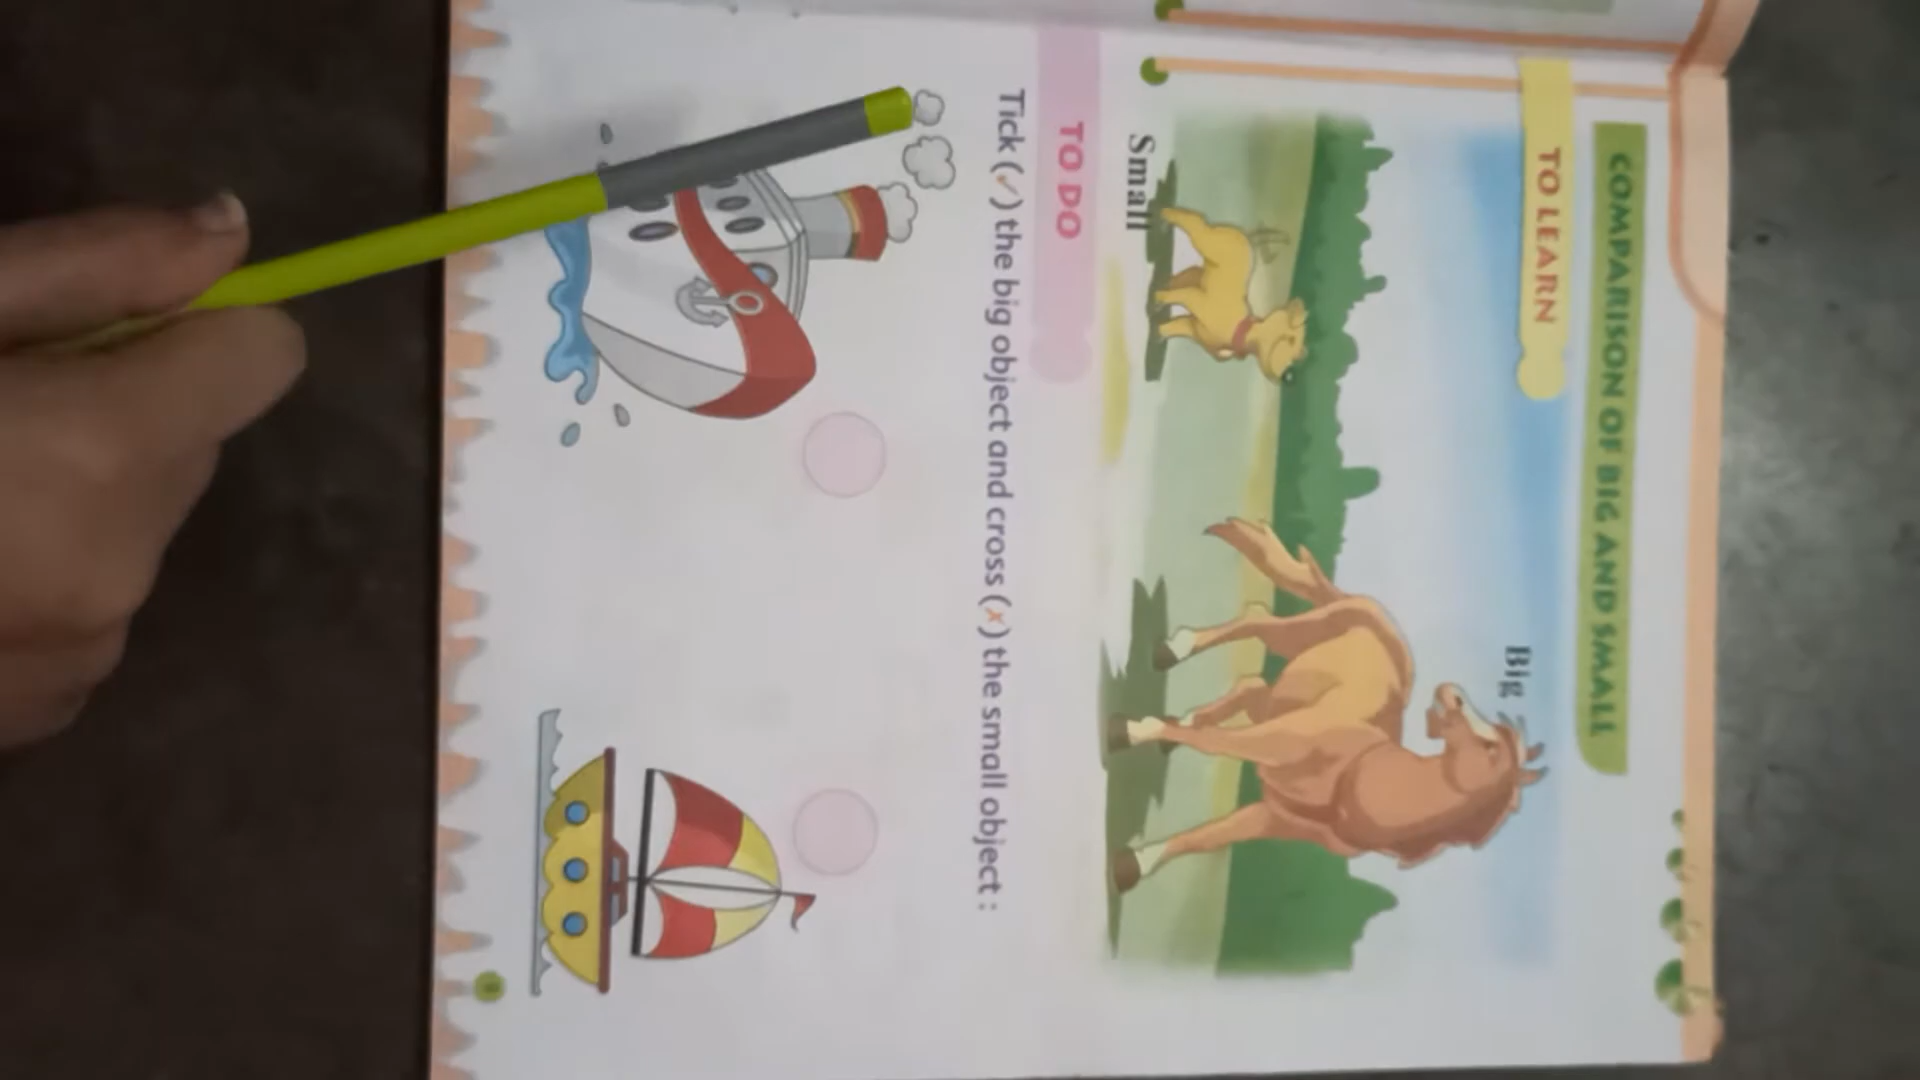 COMPARISON OF BIG AND SMALL
TO LEARN
Big
Small
TO DO
Tick (✓) the big object and cross (✗) the small object :